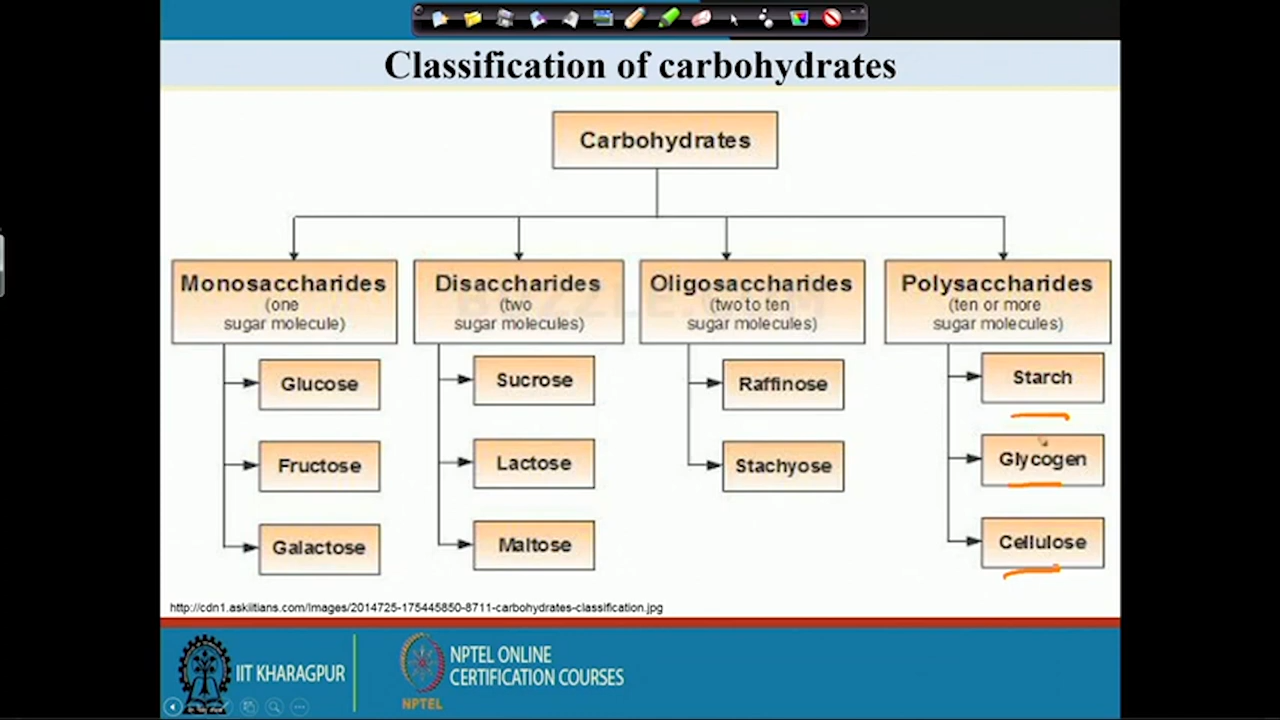 Classification of carbohydrates
Carbohydrates
Monosaccharides
(one
sugar molecule)
Glucose
Fructose
Galactose
Disaccharides
(two
sugar molecules)
Sucrose
Lactose
Maltose
Oligosaccharides
(two to ten
sugar molecules)
Raffinose
Stachyose
Polysaccharides
(ten or more
sugar molecules)
Starch
Glycogen
Cellulose
http://cdn1.askiitians.com/Images/2014725-175445850-8711-carbohydrates-classification.jpg
IIT KHARAGPUR
NPTEL
NPTEL ONLINE
CERTIFICATION COURSES